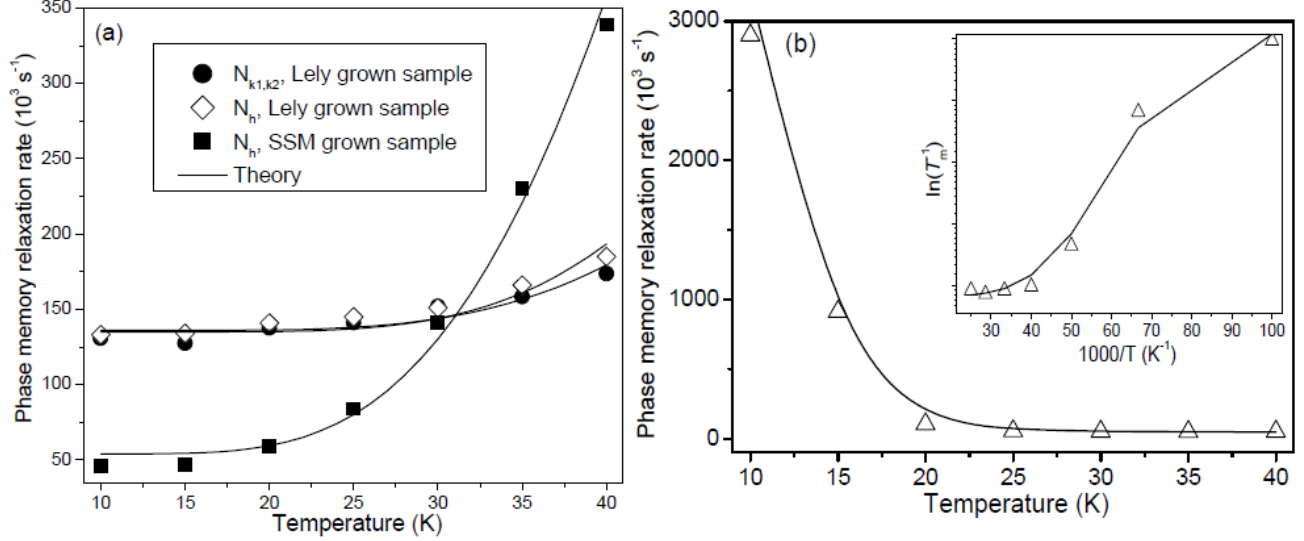 (a)
N_k1,k2, Lely grown sample
N_h, Lely grown sample
N_h, SSM grown sample
Theory
Phase memory relaxation rate (10³ s⁻¹)
350
300
250
200
150
100
50
10 15 20 25 30 35 40
Temperature (K)
(b)
Phase memory relaxation rate (10³ s⁻¹)
3000
2000
1000
0
10 15 20 25 30 35 40
Temperature (K)
ln(T_m⁻¹)
30 40 50 60 70 80 90 100
1000/T (K⁻¹)